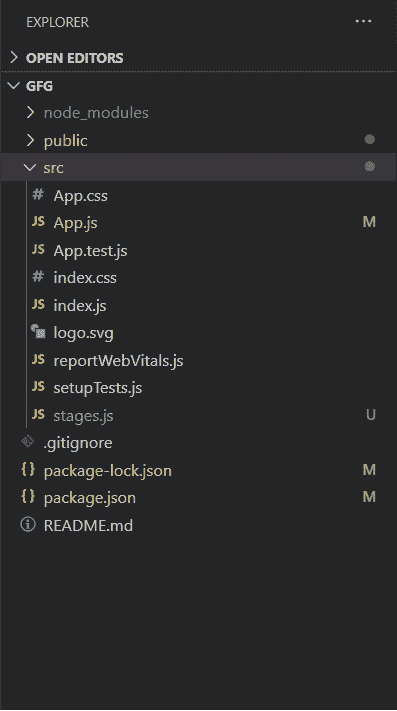 EXPLORER ...
OPEN EDITORS
GFG
node_modules
public
src
# App.css
JS App.js M
JS App.test.js
# index.css
JS index.js
logo.svg
JS reportWebVitals.js
JS setupTests.js
JS stages.js U
.gitignore
{} package-lock.json M
{} package.json M
README.md